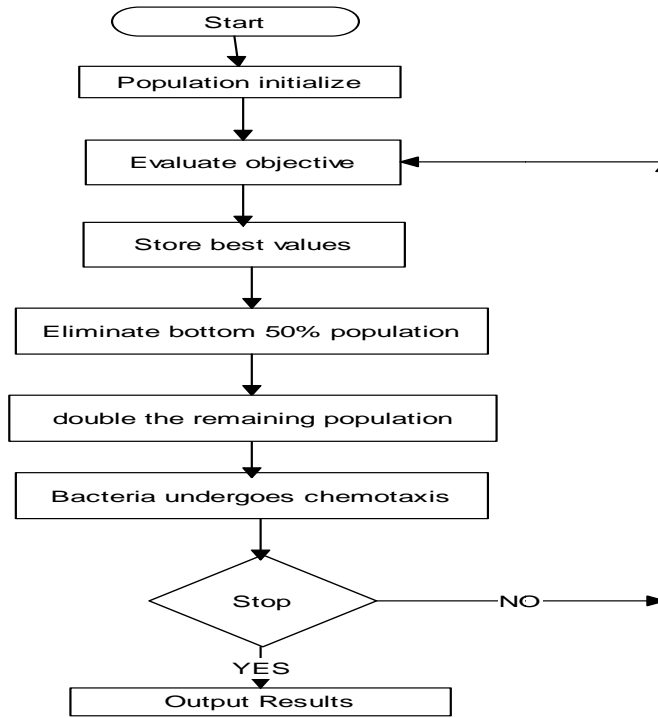 Start
Population initialize
Evaluate objective
Store best values
Eliminate bottom 50% population
double the remaining population
Bacteria undergoes chemotaxis
Stop
NO
YES
Output Results